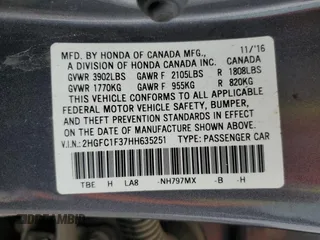 MFD. BY HONDA OF CANADA MFG., 11/'16
A DIVISION OF HONDA CANADA INC. CANADA
GVWR 3902LBS GAWR F 2105LBS R 1808LBS
GVWR 1770KG GAWR F 955KG R 820KG
THIS VEHICLE CONFORMS TO ALL APPLICABLE
FEDERAL MOTOR VEHICLE SAFETY, BUMPER,
AND THEFT PREVENTION STANDARDS IN EFFECT
ON THE DATE OF MANUFACTURE SHOWN ABOVE.
V.I.N.: 2HGFC1F37HH635251 TYPE: PASSENGER CAR
TBE H LA8 -NH797MX -B -H